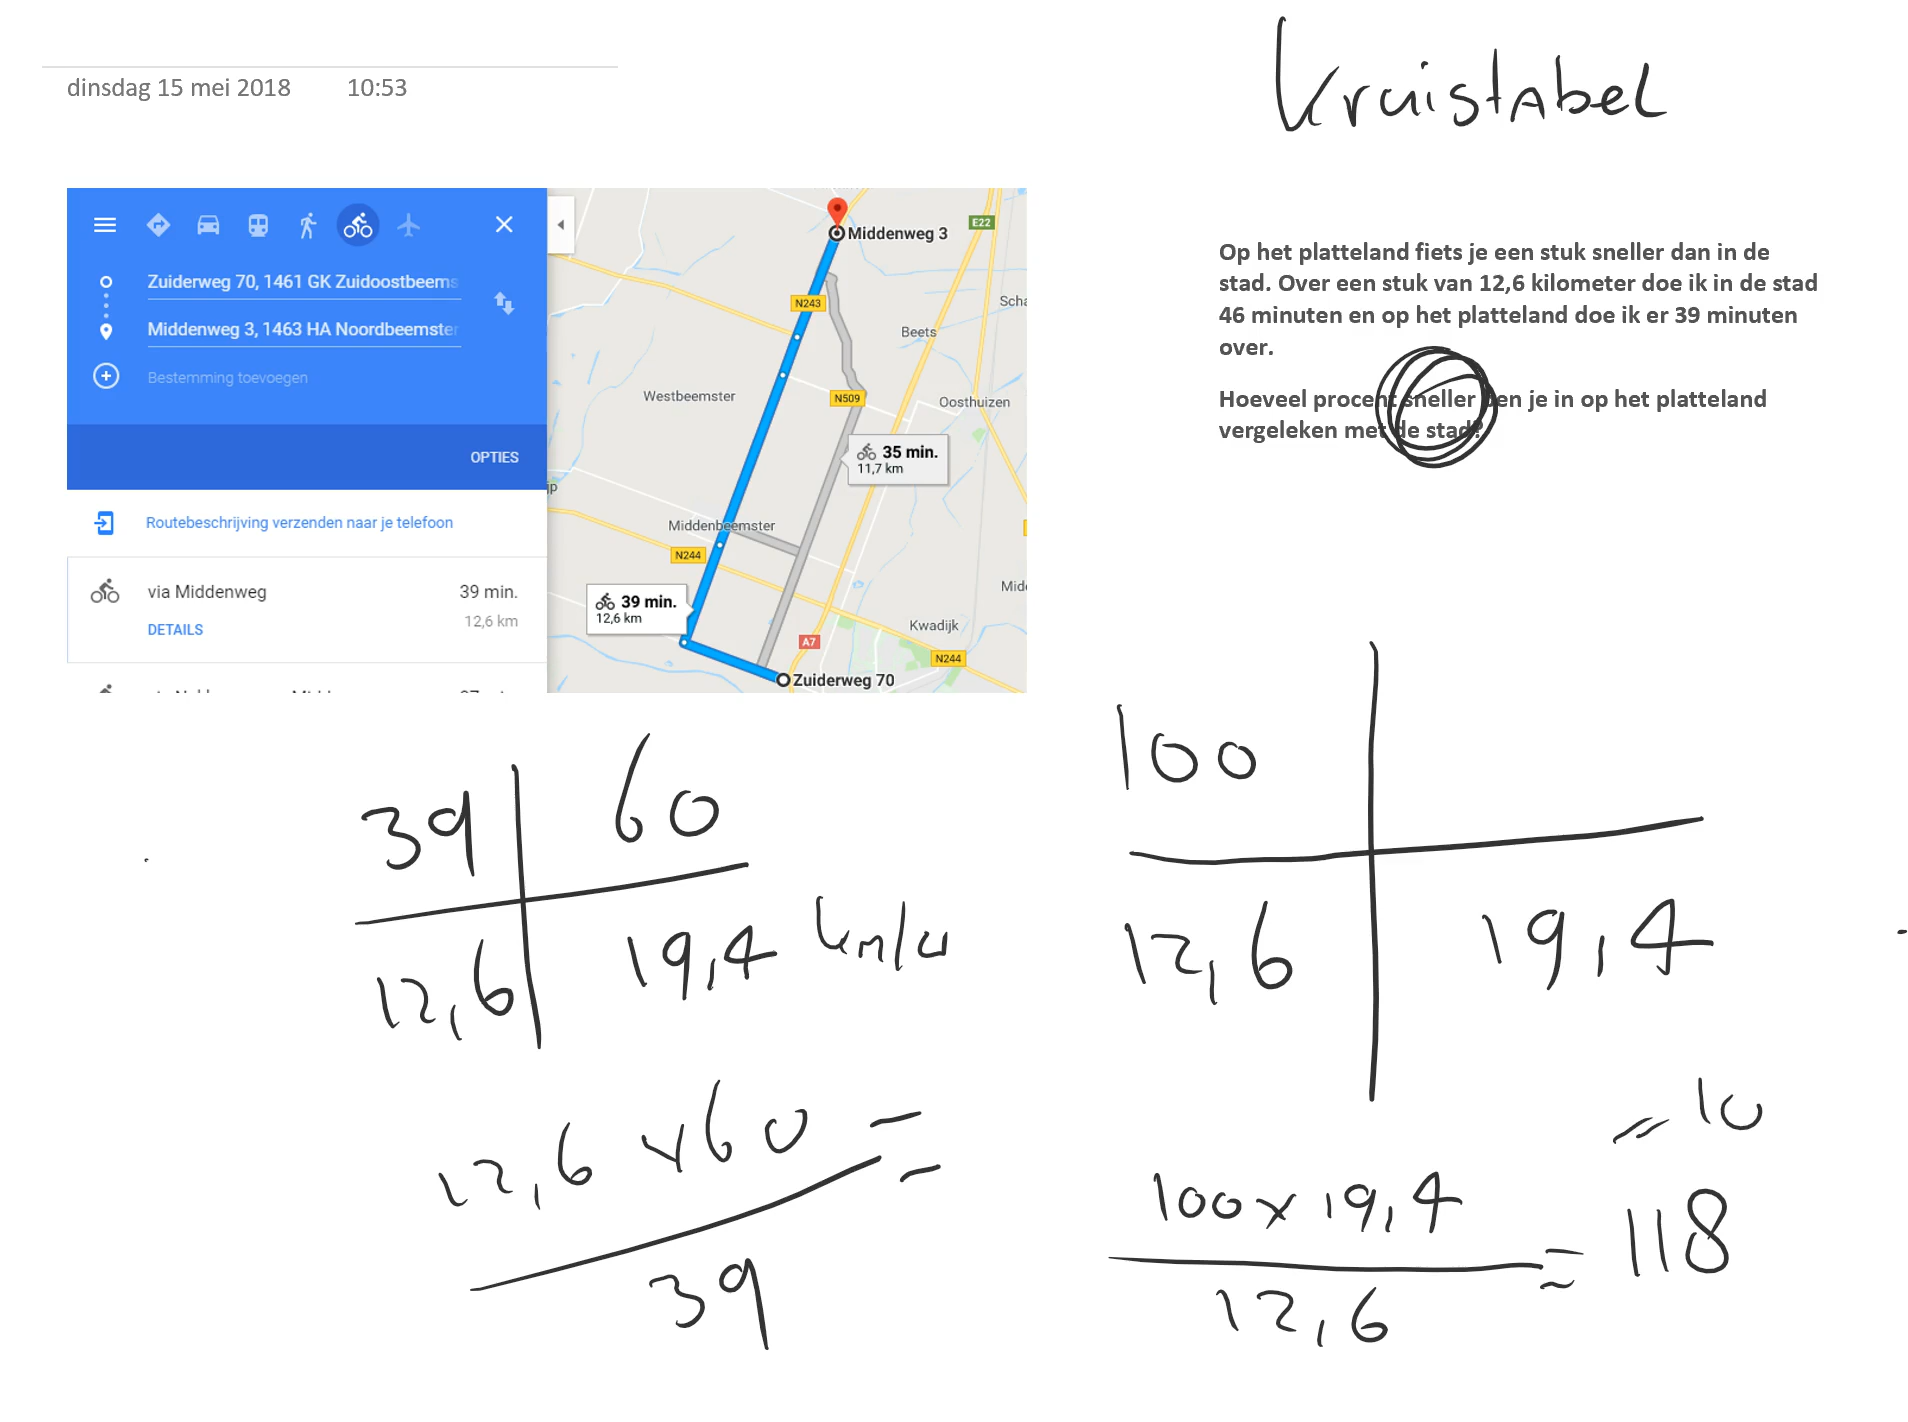 dinsdag 15 mei 2018 10:53
KruistAbeL
Zuiderweg 70, 1461 GK Zuidoostbeems
Middenweg 3, 1463 HA Noordbeemster
Bestemming toevoegen
OPTIES
Routebeschrijving verzenden naar je telefoon
via Middenweg 39 min.
12,6 km
DETAILS
Middenweg 3
E22
N243
Scha
Beets
Westbeemster
N509
Oosthuizen
35 min.
11,7 km
ip
Middenbeemster
N244
Mid
39 min.
12,6 km
Kwadijk
A7
N244
Zuiderweg 70
Op het platteland fiets je een stuk sneller dan in de
stad. Over een stuk van 12,6 kilometer doe ik in de stad
46 minuten en op het platteland doe ik er 39 minuten
over.
Hoeveel procent sneller ben je in op het platteland
vergeleken met de stad?
39 60
12,6 19,4 km/u
12,6 x 60 =
39
100
12,6 19,4
= 10
100 x 19,4 = 118
12,6